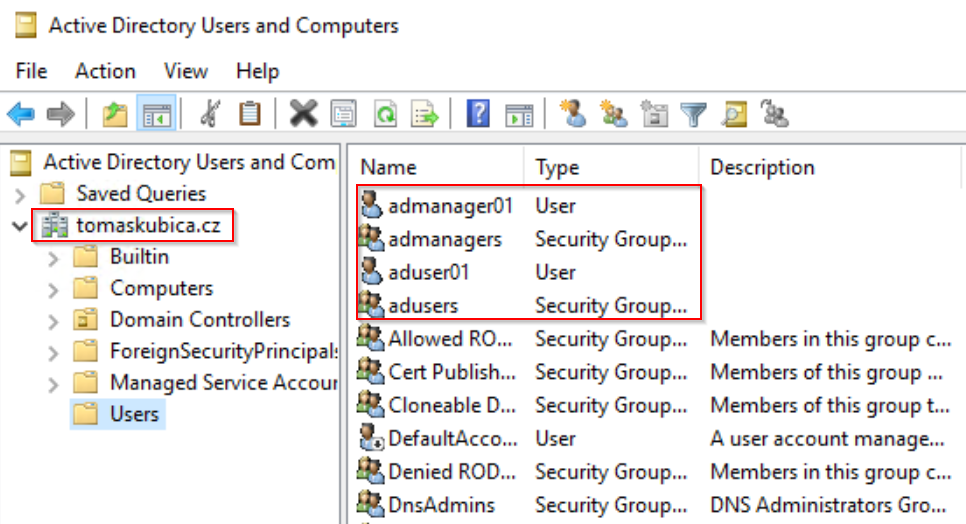 Active Directory Users and Computers
File Action View Help
Active Directory Users and Com
Saved Queries
tomaskubica.cz
Builtin
Computers
Domain Controllers
ForeignSecurityPrincipals
Managed Service Accour
Users
Name Type Description
admanager01 User
admanagers Security Group...
aduser01 User
adusers Security Group...
Allowed RO... Security Group... Members in this group c...
Cert Publish... Security Group... Members of this group ...
Cloneable D... Security Group... Members of this group t...
DefaultAcco... User A user account manage...
Denied ROD... Security Group... Members in this group c...
DnsAdmins Security Group... DNS Administrators Gro...